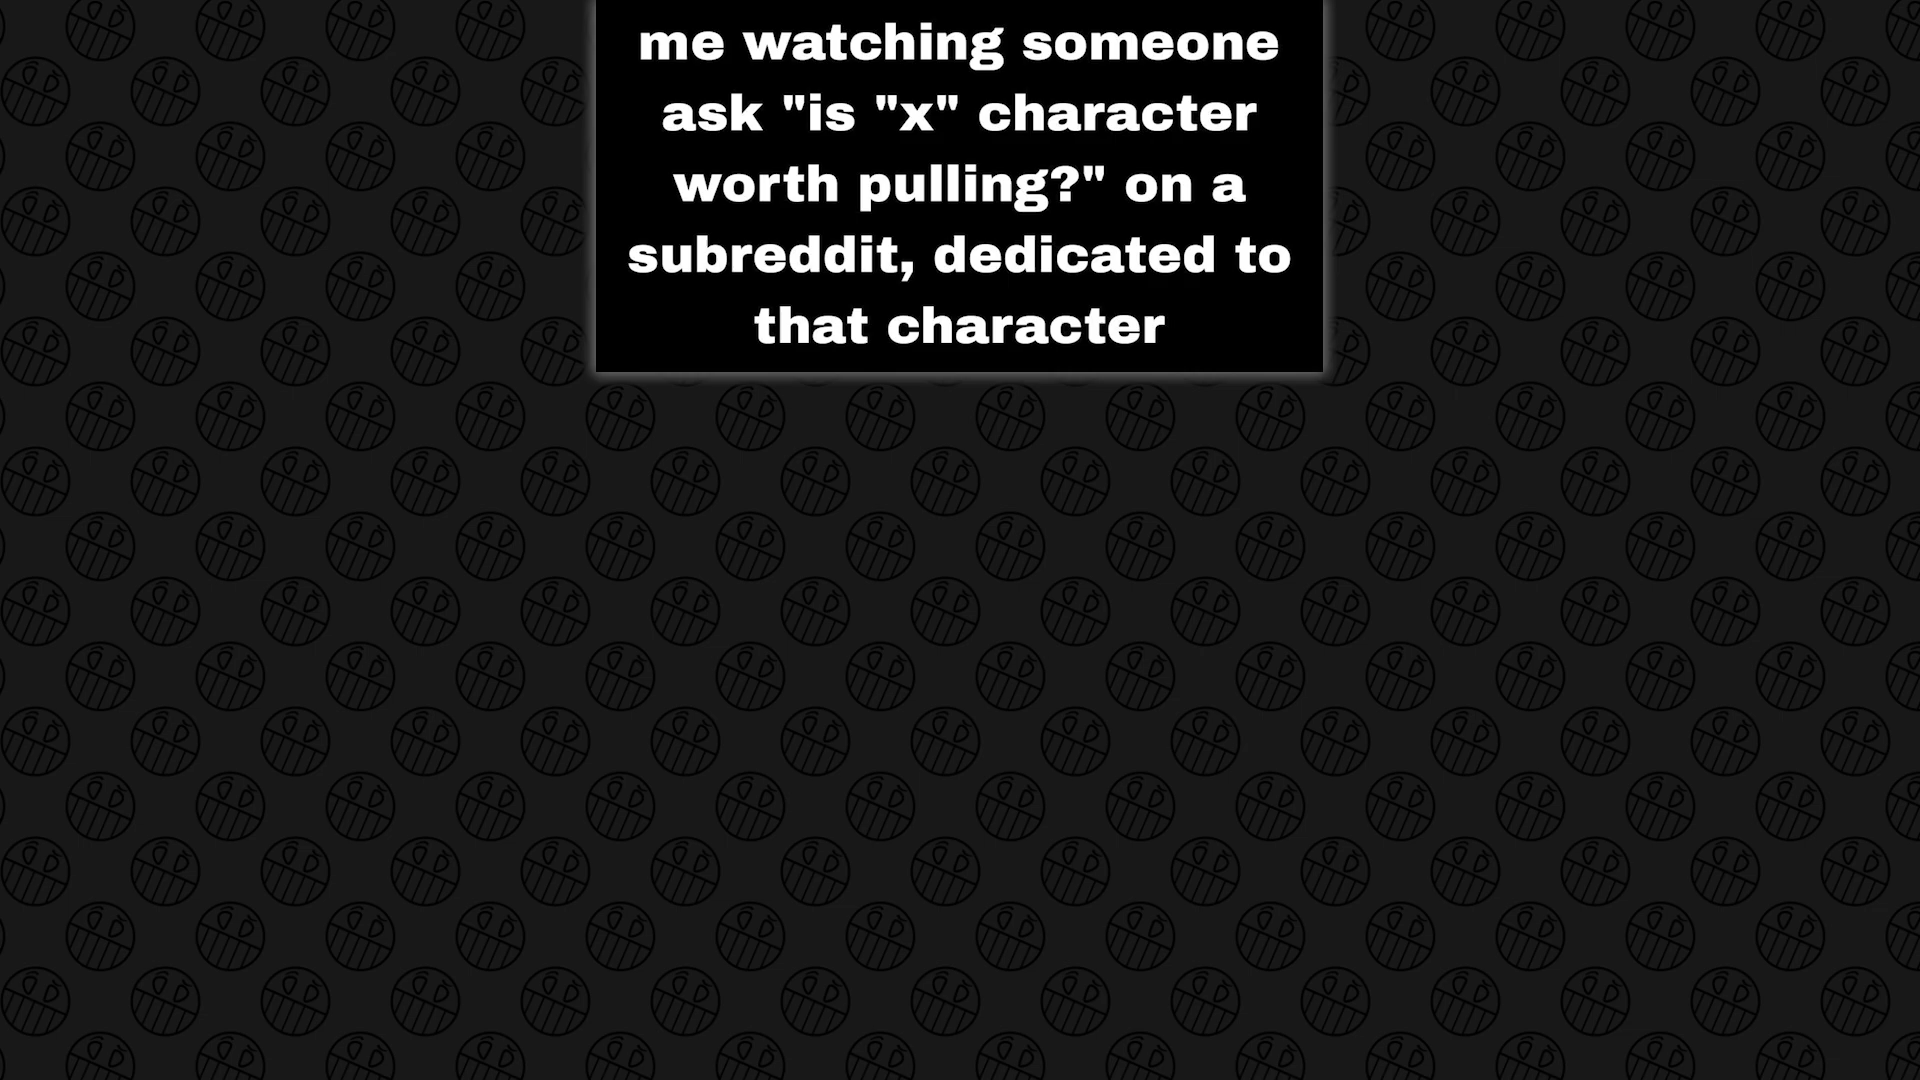 me watching someone
ask "is "x" character
worth pulling?" on a
subreddit, dedicated to
that character